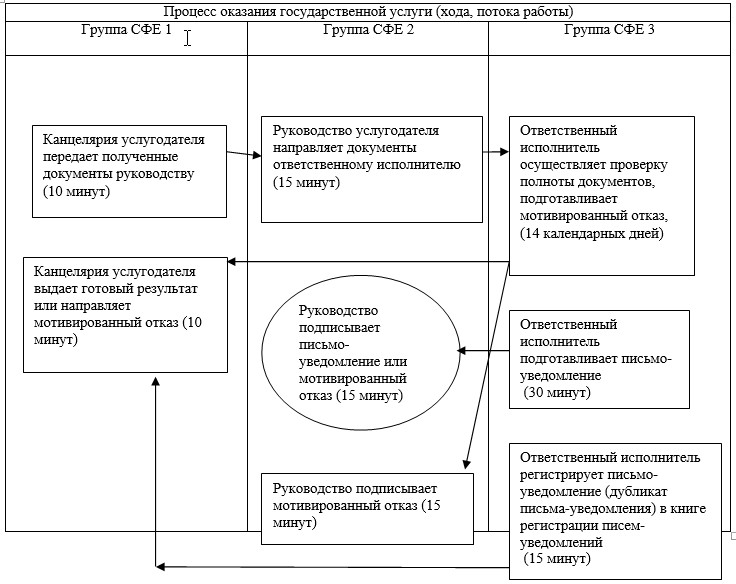 Процесс оказания государственной услуги (хода, потока работы)
Группа СФЕ 1
Группа СФЕ 2
Группа СФЕ 3
Канцелярия услугодателя
передает полученные
документы руководству
(10 минут)
Руководство услугодателя
направляет документы
ответственному исполнителю
(15 минут)
Ответственный
исполнитель
осуществляет проверку
полноты документов,
подготавливает
мотивированный отказ,
(14 календарных дней)
Канцелярия услугодателя
выдает готовый результат
или направляет
мотивированный отказ (10
минут)
Руководство
подписывает
письмо-
уведомление или
мотивированный
отказ (15 минут)
Ответственный
исполнитель
подготавливает письмо-
уведомление
(30 минут)
Руководство подписывает
мотивированный отказ (15
минут)
Ответственный исполнитель
регистрирует письмо-
уведомление (дубликат
письма-уведомления) в книге
регистрации писем-
уведомлений
(15 минут)